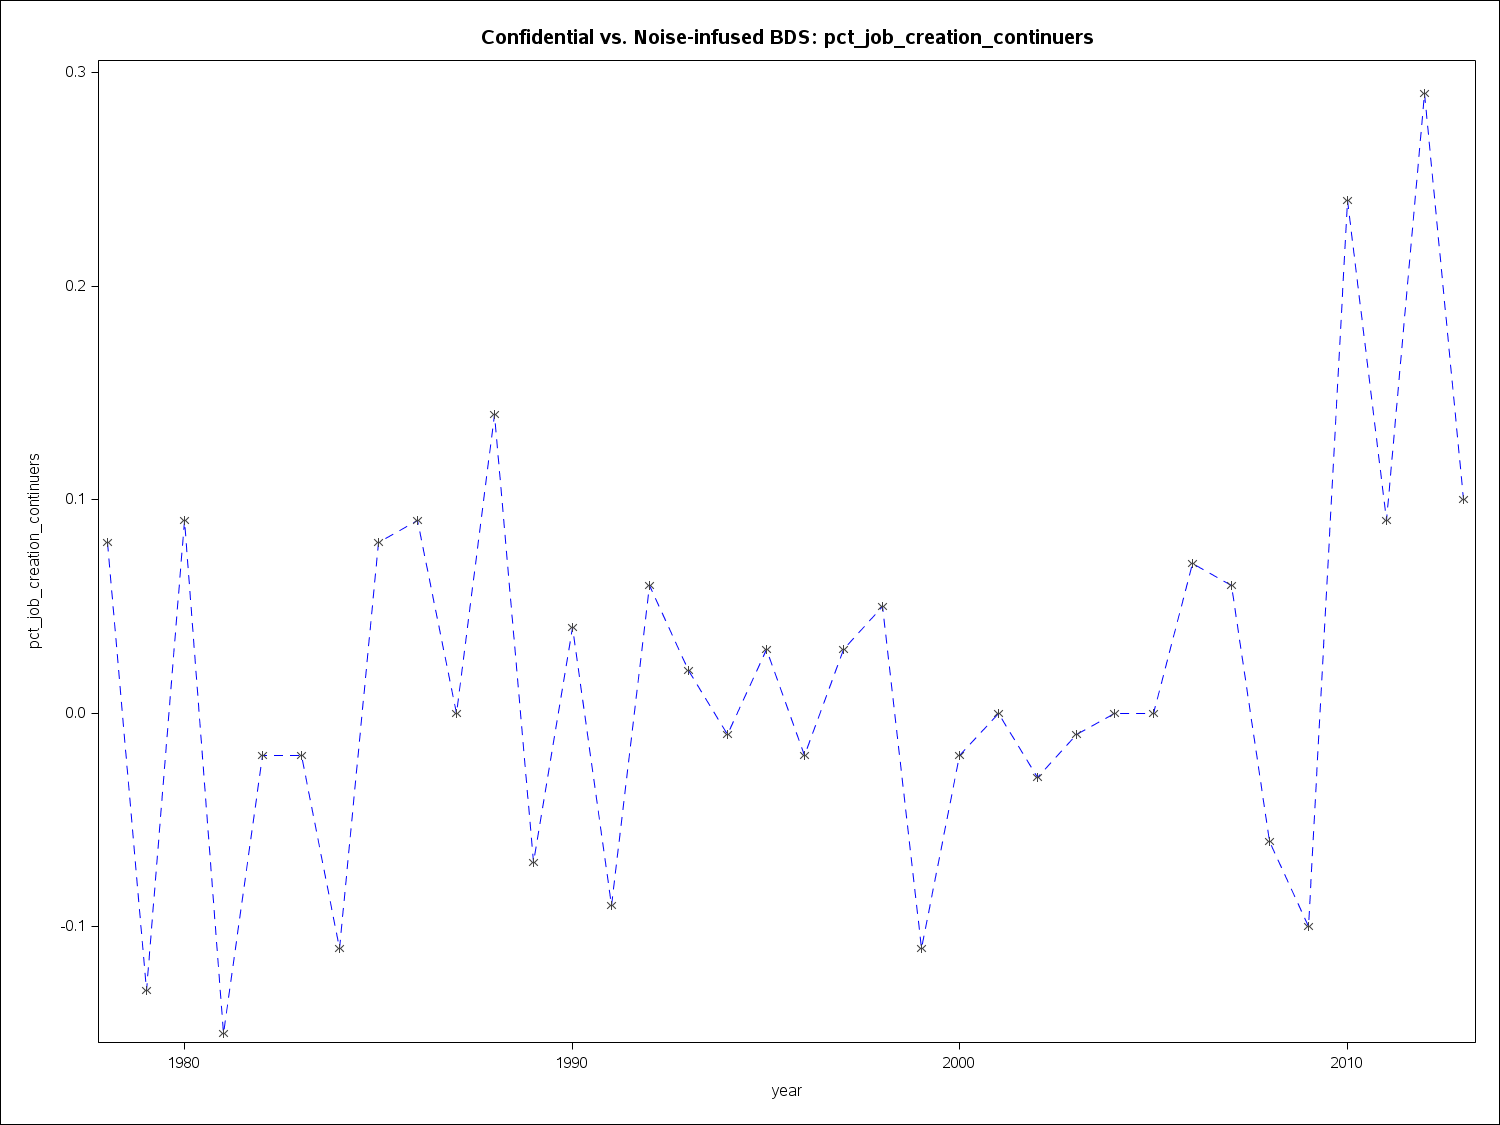 Confidential vs. Noise-infused BDS: pct_job_creation_continuers
0.3
0.2
0.1
0.0
-0.1
pct_job_creation_continuers
1980 1990 2000 2010
year